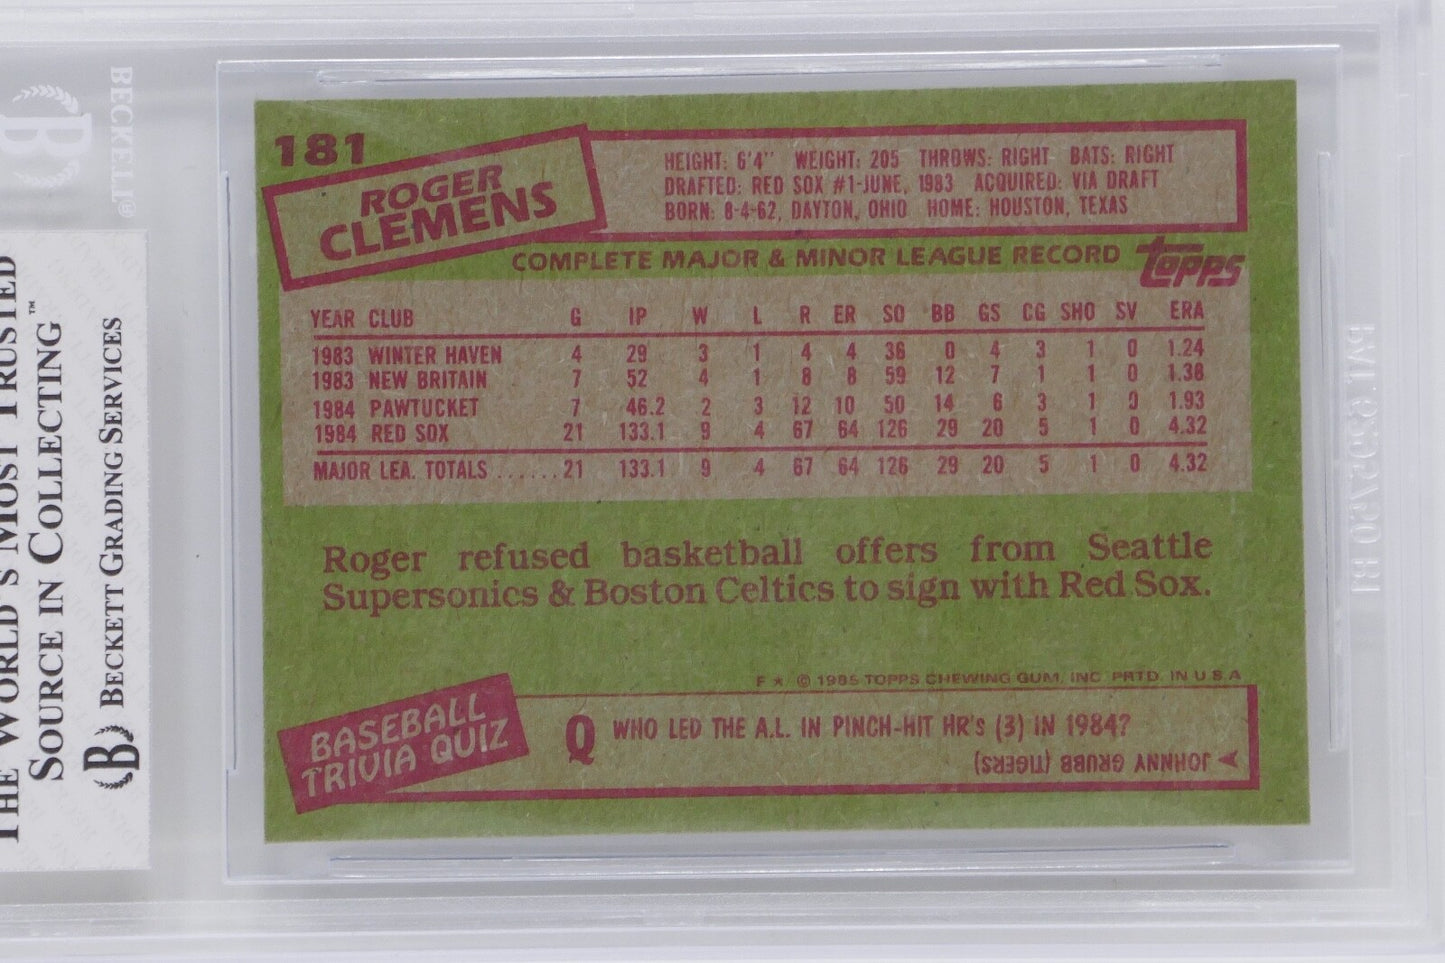 181
ROGER
CLEMENS
HEIGHT: 6'4" WEIGHT: 205 THROWS: RIGHT BATS: RIGHT
DRAFTED: RED SOX #1-JUNE, 1983 ACQUIRED: VIA DRAFT
BORN: 8-4-62, DAYTON, OHIO HOME: HOUSTON, TEXAS
COMPLETE MAJOR & MINOR LEAGUE RECORD
Topps
YEAR CLUB G IP W L R ER SO BB GS CG SHO SV ERA
1983 WINTER HAVEN 4 29 3 1 4 4 36 0 4 3 1 0 1.24
1983 NEW BRITAIN 7 52 4 1 8 8 59 12 7 1 1 0 1.38
1984 PAWTUCKET 7 46.2 2 3 12 10 50 14 6 3 1 0 1.93
1984 RED SOX 21 133.1 9 4 67 64 126 29 20 5 1 0 4.32
MAJOR LEA. TOTALS ...... 21 133.1 9 4 67 64 126 29 20 5 1 0 4.32
Roger refused basketball offers from Seattle
Supersonics & Boston Celtics to sign with Red Sox.
F ★ © 1985 TOPPS CHEWING GUM, INC. PRTD. IN U.S.A
BASEBALL
TRIVIA QUIZ
Q WHO LED THE A.L. IN PINCH-HIT HR's (3) IN 1984?
JOHNNY GRUBB (TIGERS)
BECKETT®
B
THE WORLD'S MOST TRUSTED
SOURCE IN COLLECTING™
B BECKETT GRADING SERVICES